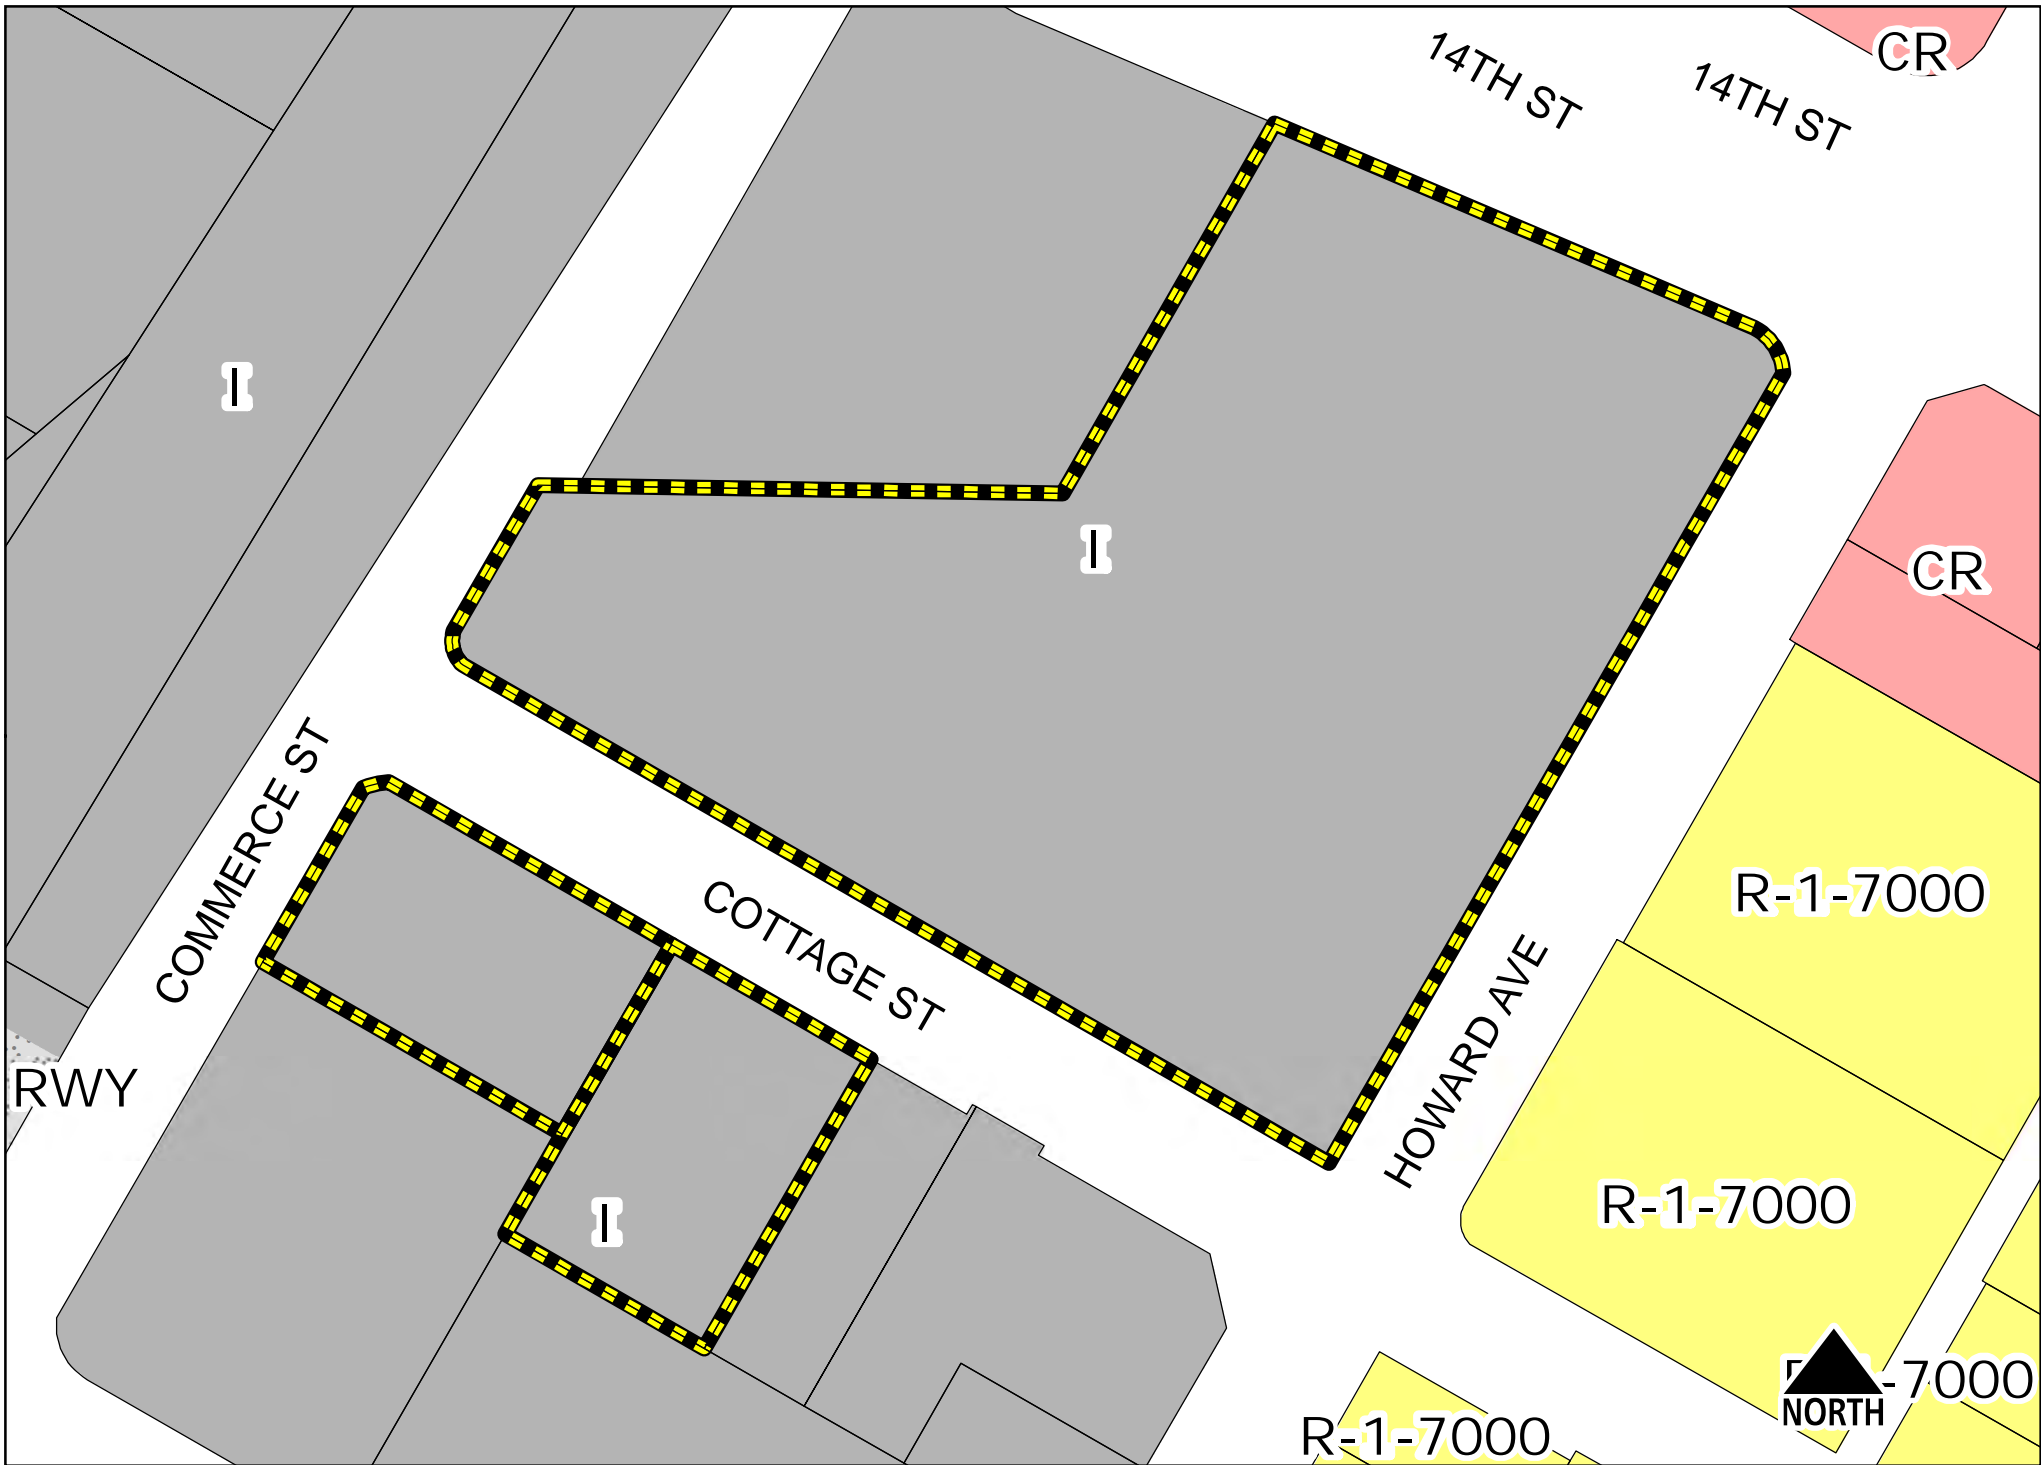 CR
14TH ST
14TH ST
I
I
CR
COMMERCE ST
R-1-7000
COTTAGE ST
HOWARD AVE
RWY
R-1-7000
I
-7000
NORTH
R-1-7000